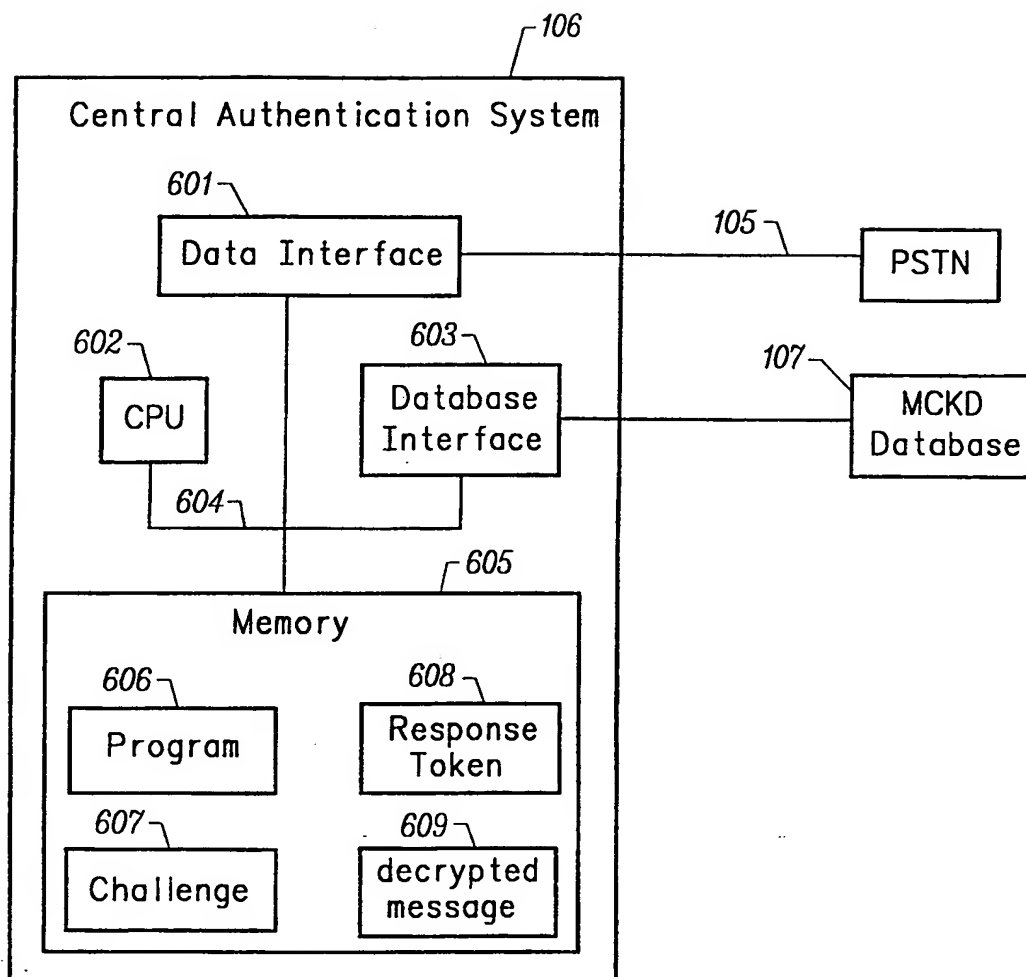 106
Central Authentication System
601
Data Interface
105
PSTN
602
CPU
603
Database
Interface
107
MCKD
Database
604
605
Memory
606
Program
608
Response
Token
607
Challenge
609
decrypted
message